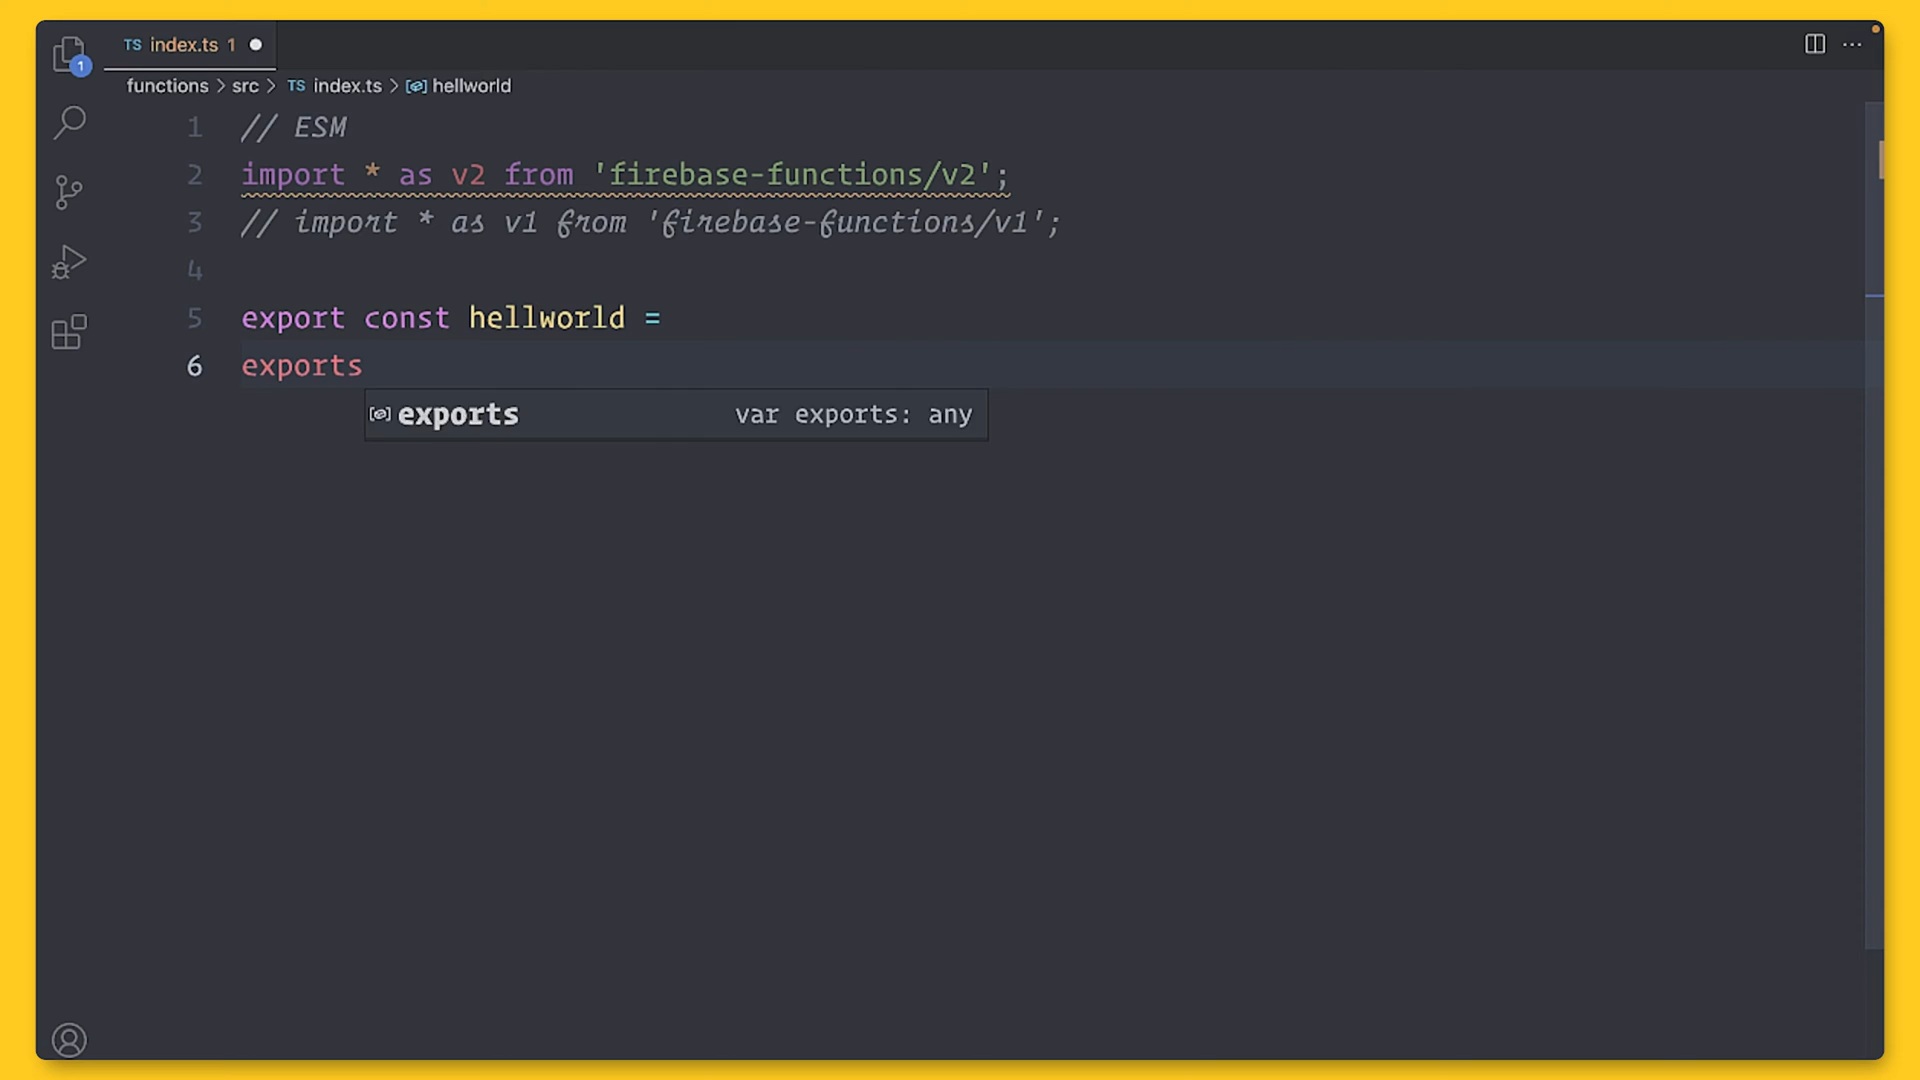 1
TS index.ts 1
functions > src > TS index.ts > hellworld
1 // ESM
2 import * as v2 from 'firebase-functions/v2';
3 // import * as v1 from 'firebase-functions/v1';
4
5 export const hellworld =
6 exports
exports var exports: any